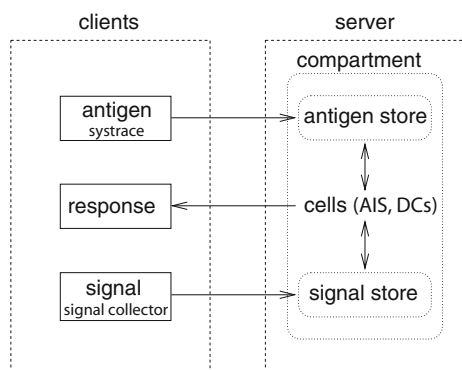 clients
server
compartment
antigen
systrace
antigen store
response
cells (AIS, DCs)
signal
signal collector
signal store